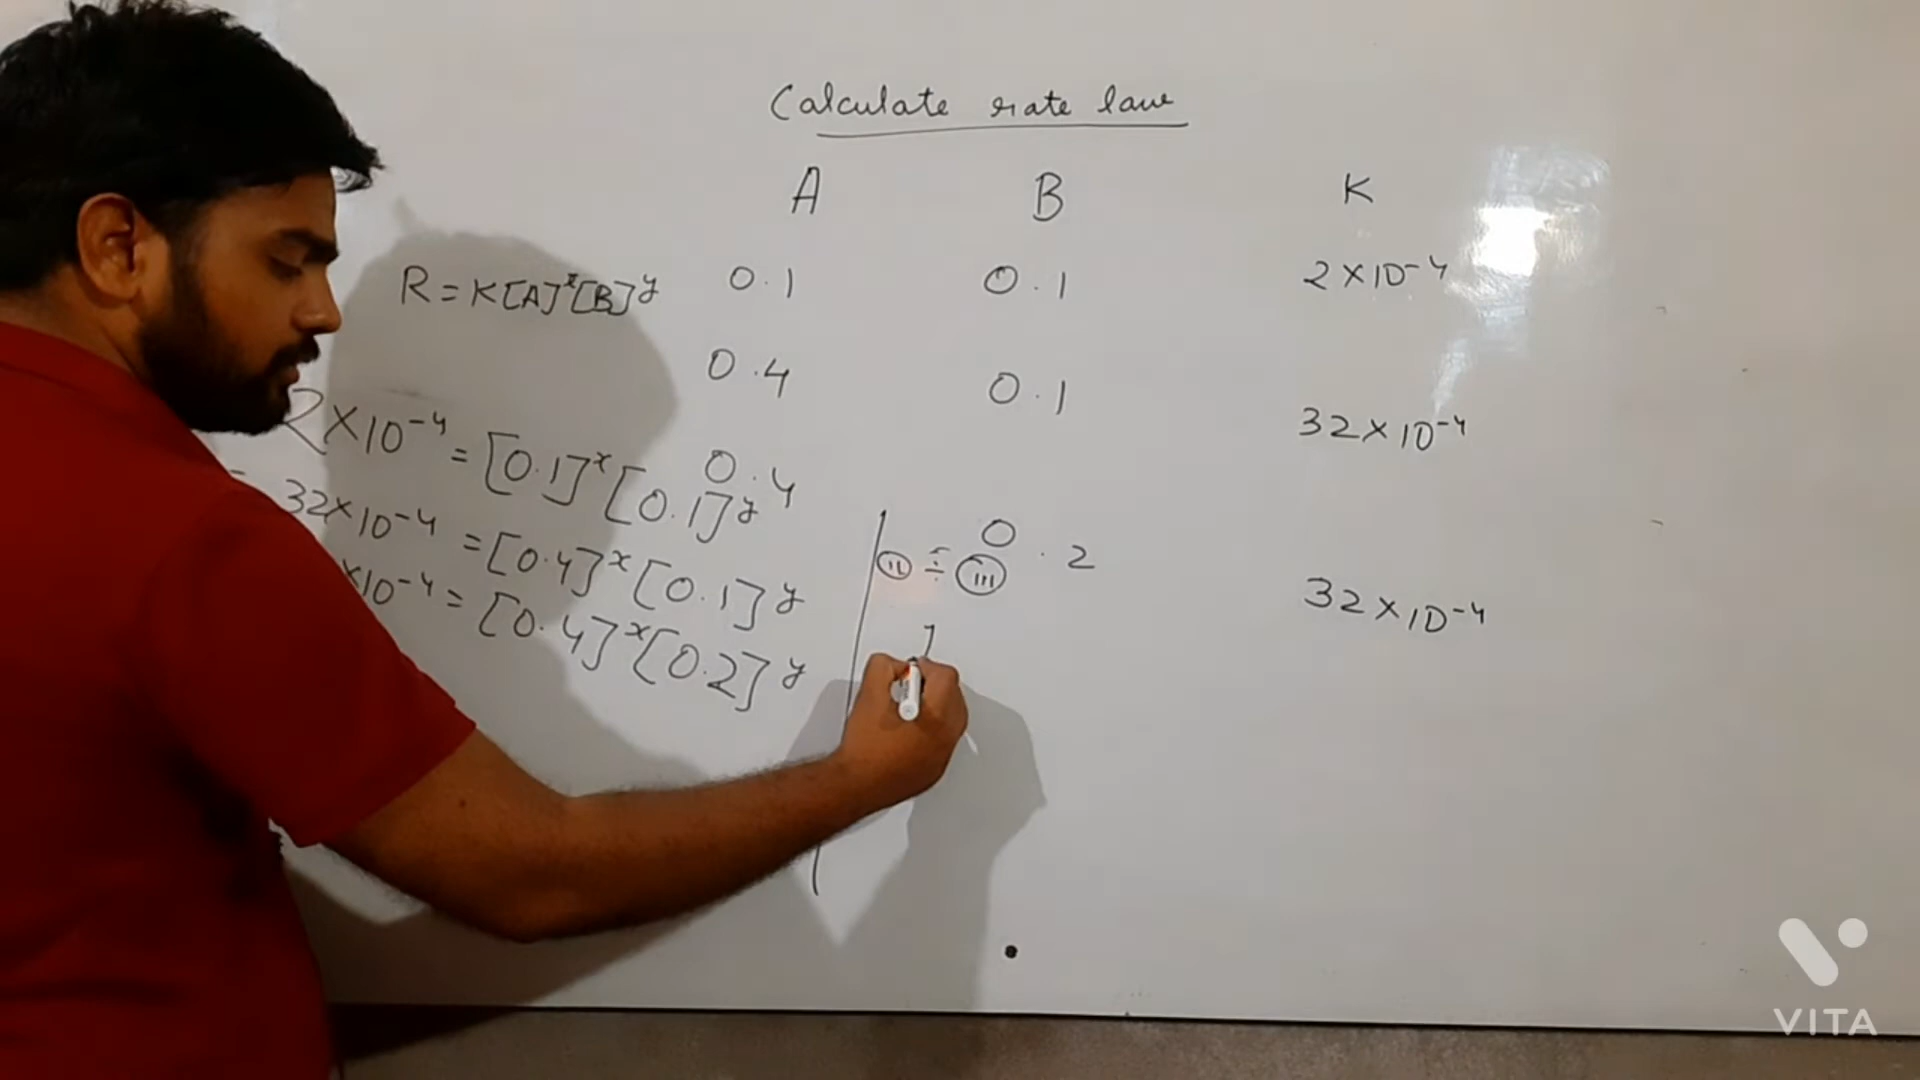 Calculate rate law
A B K
R = K[A]ˣ[B]ʸ 0.1 0.1 2×10⁻⁴
0.4 0.1 32×10⁻⁴
0.4 0.2 32×10⁻⁴
2×10⁻⁴ = [0.1]ˣ[0.1]ʸ
32×10⁻⁴ = [0.4]ˣ[0.1]ʸ
×10⁻⁴ = [0.4]ˣ[0.2]ʸ
II ÷ III
VITA